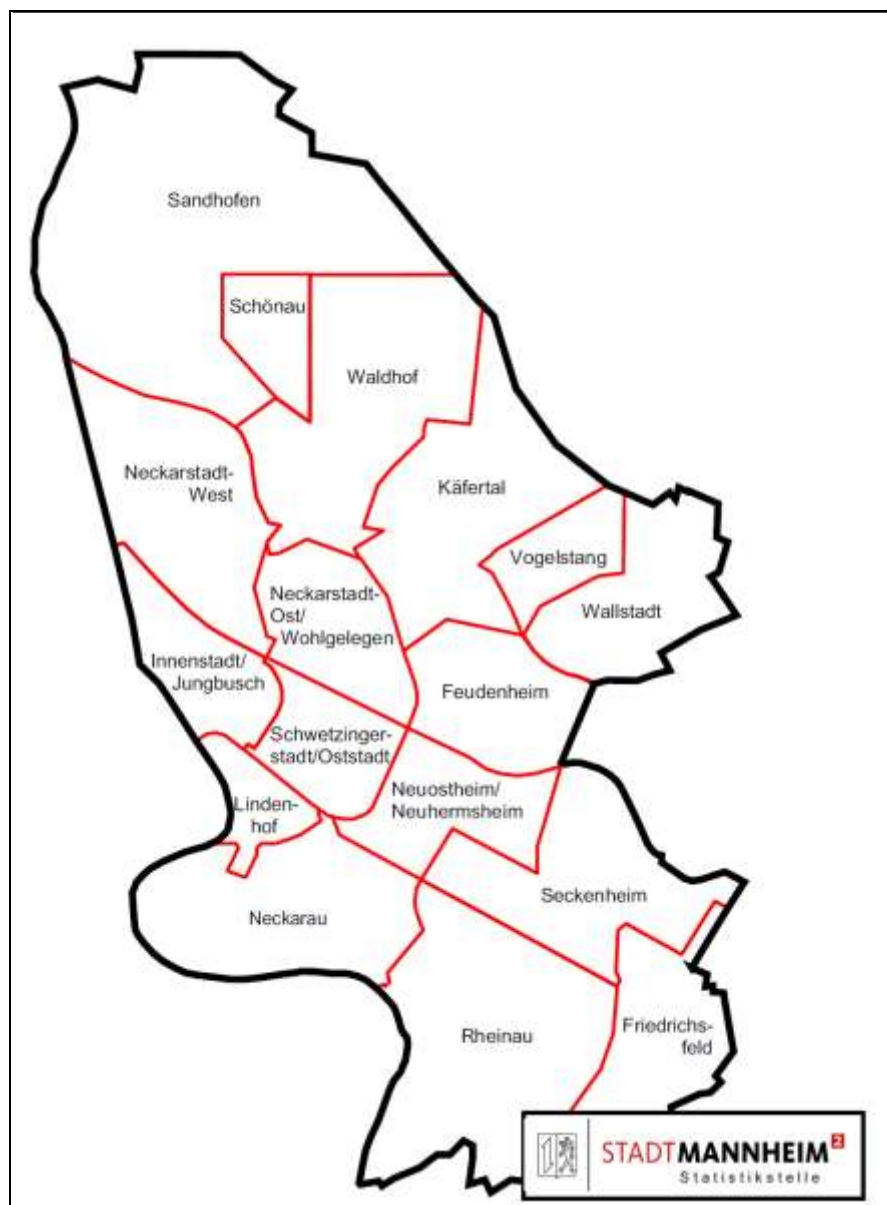 Sandhofen
Schönau
Waldhof
Neckarstadt-
West
Käfertal
Vogelstang
Neckarstadt-
Ost/
Wohlgelegen
Wallstadt
Innenstadt/
Jungbusch
Feudenheim
Schwetzinger-
stadt/Oststadt
Neuostheim/
Neuhermsheim
Linden-
hof
Seckenheim
Neckarau
Rheinau
Friedrichs-
feld
STADTMANNHEIM2
Statistikstelle